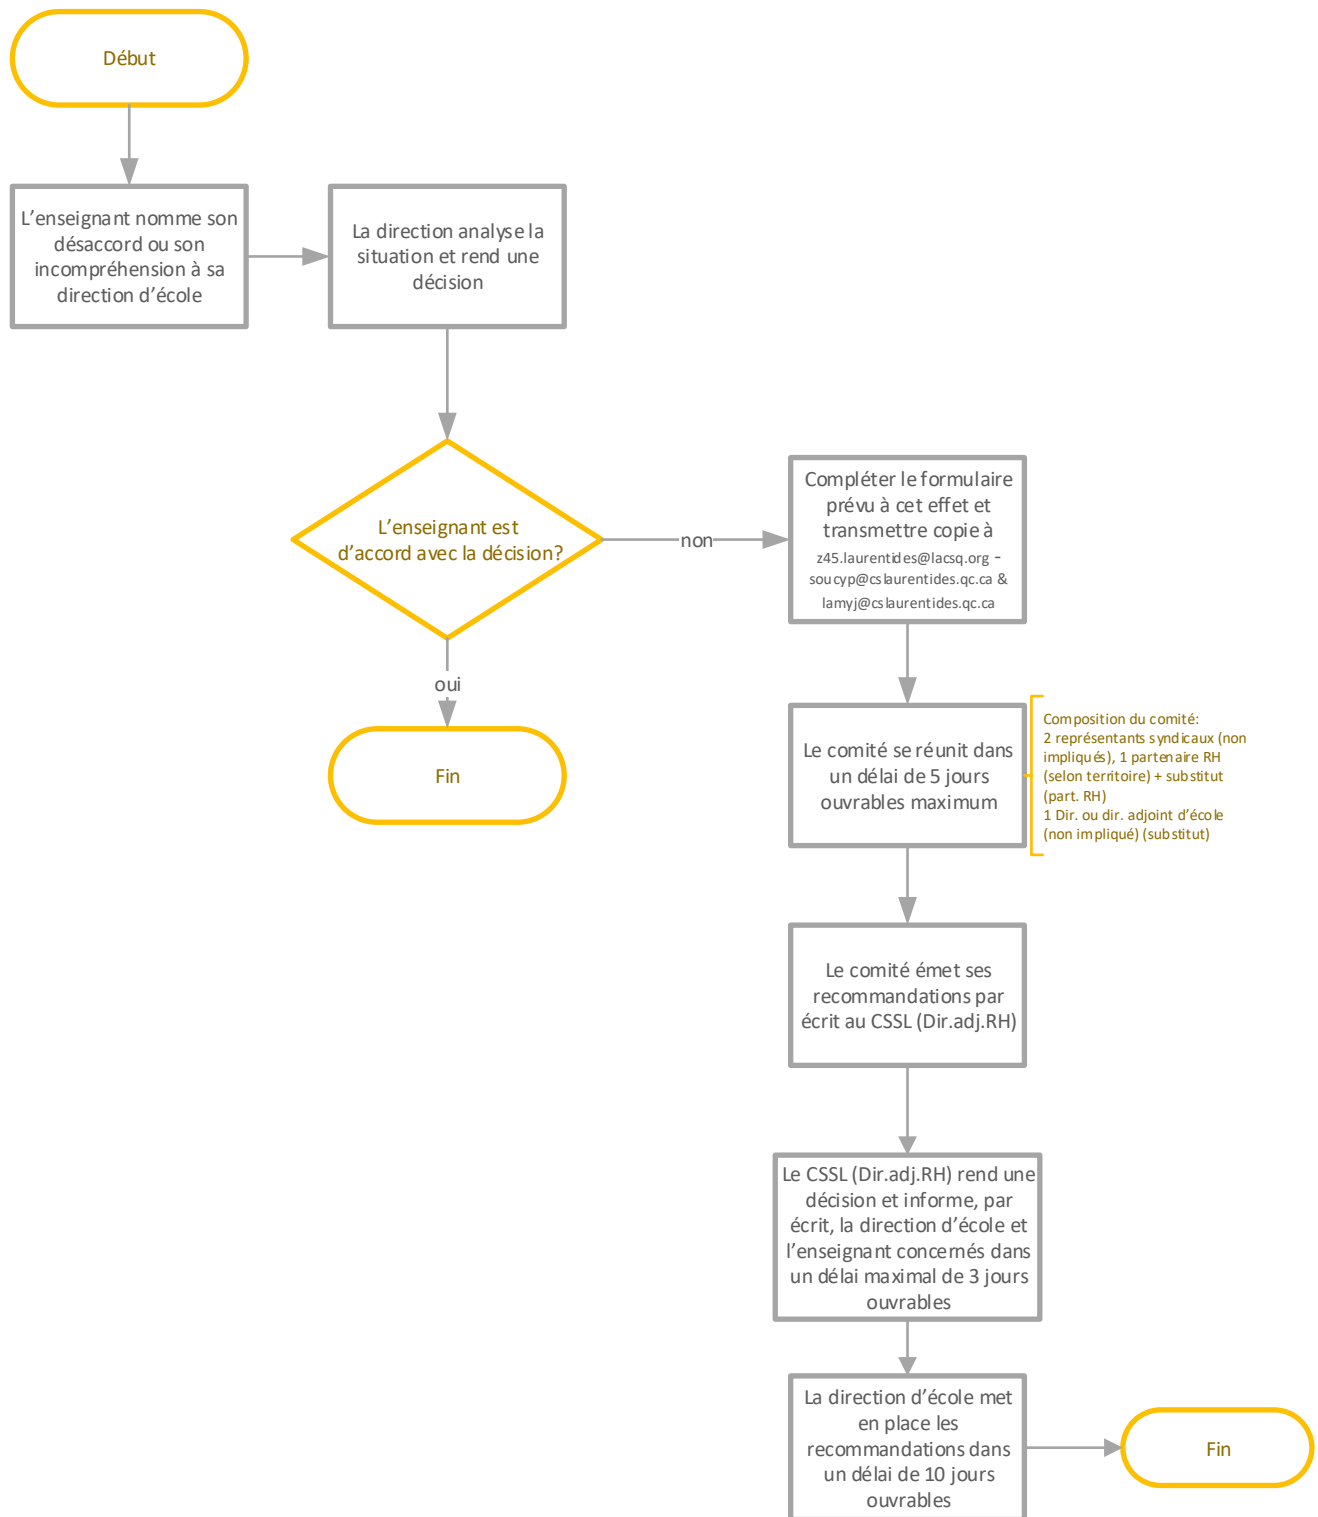 Début
L'enseignant nomme son
désaccord ou son
incompréhension à sa
direction d'école
La direction analyse la
situation et rend une
décision
L'enseignant est
d'accord avec la décision?
non
oui
Fin
Compléter le formulaire
prévu à cet effet et
transmettre copie à
z45.laurentides@lacsq.org -
soucyp@cslaurentides.qc.ca &
lamyj@cslaurentides.qc.ca
Le comité se réunit dans
un délai de 5 jours
ouvrables maximum
Composition du comité:
2 représentants syndicaux (non
impliqués), 1 partenaire RH
(selon territoire) + substitut
(part. RH)
1 Dir. ou dir. adjoint d'école
(non impliqué) (substitut)
Le comité émet ses
recommandations par
écrit au CSSL (Dir.adj.RH)
Le CSSL (Dir.adj.RH) rend une
décision et informe, par
écrit, la direction d'école et
l'enseignant concernés dans
un délai maximal de 3 jours
ouvrables
La direction d'école met
en place les
recommandations dans
un délai de 10 jours
ouvrables
Fin